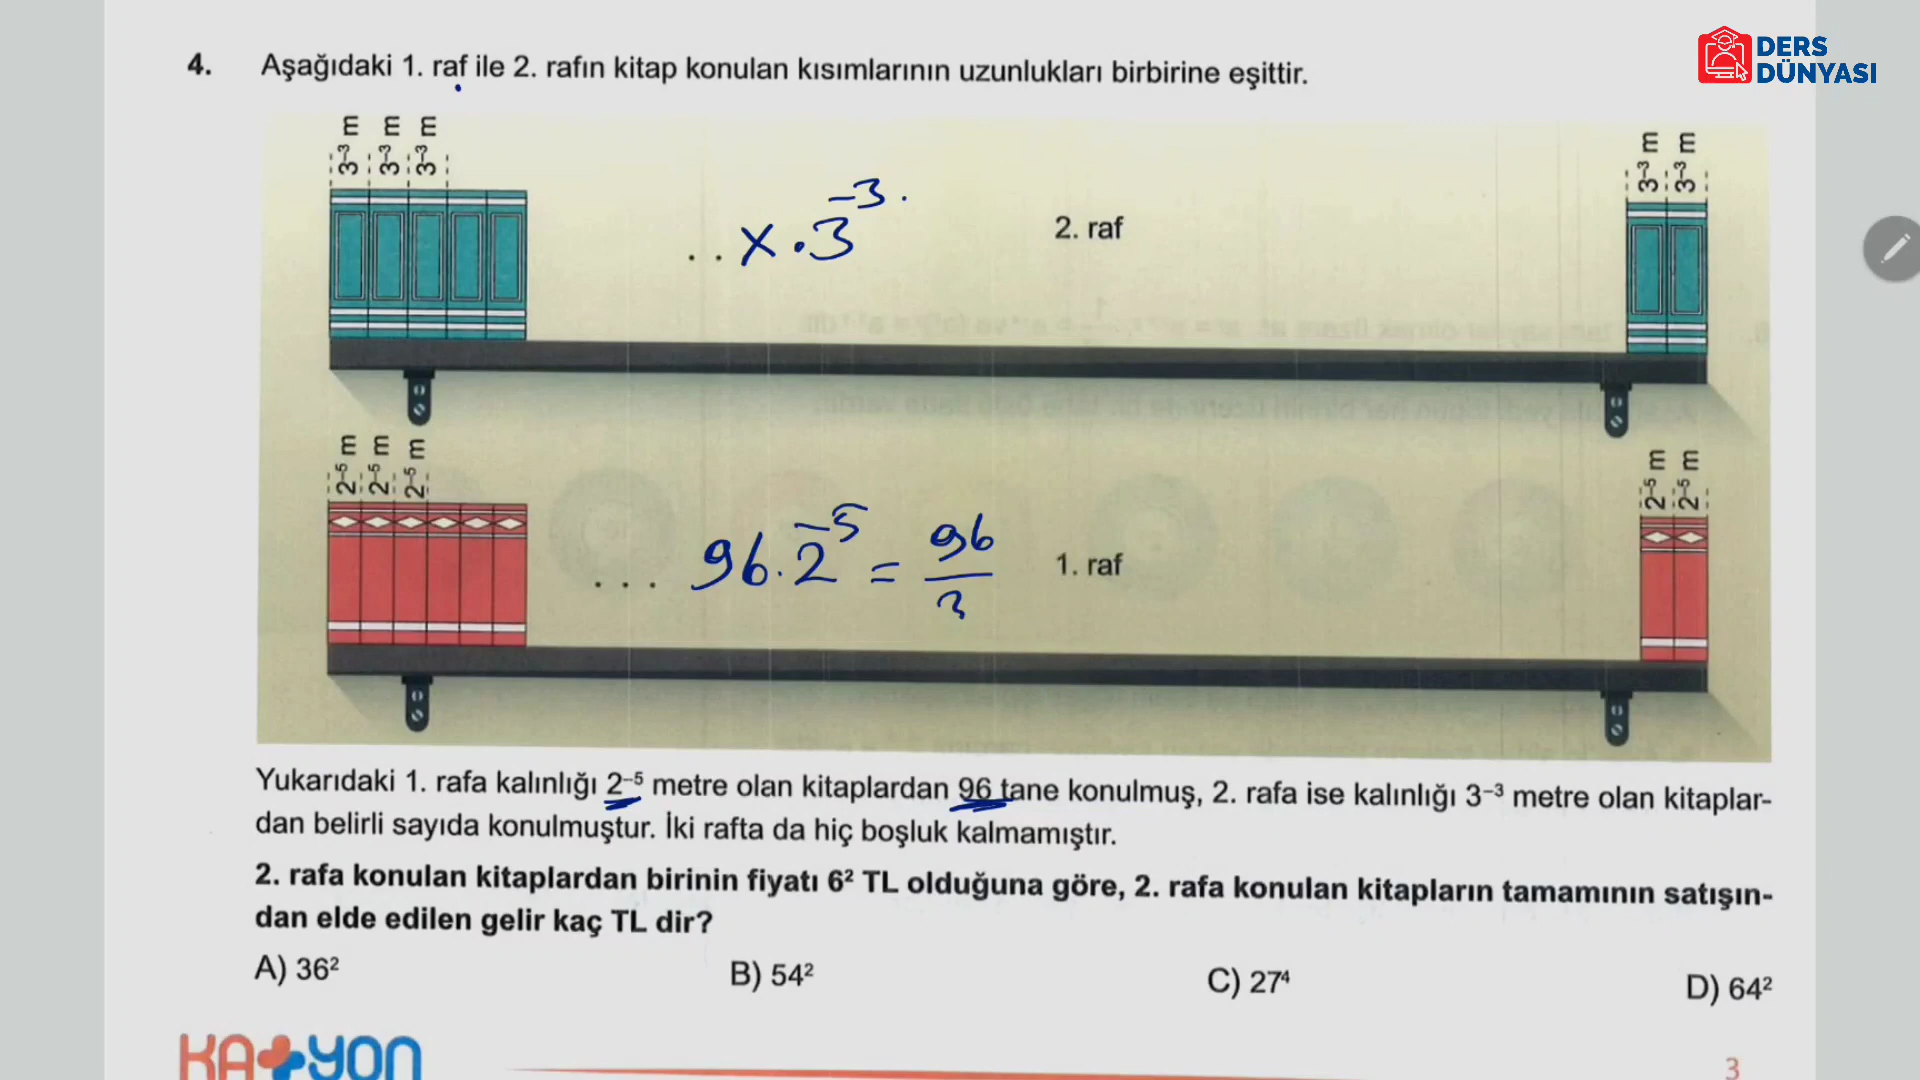 DERS
DÜNYASI
4. Aşağıdaki 1. raf ile 2. rafın kitap konulan kısımlarının uzunlukları birbirine eşittir.
3⁻³ m 3⁻³ m 3⁻³ m
3⁻³ m 3⁻³ m
.. x.3⁻³.
2. raf
2⁻⁵ m 2⁻⁵ m 2⁻⁵ m
2⁻⁵ m 2⁻⁵ m
... 96.2⁻⁵ = 96
1. raf
Yukarıdaki 1. rafa kalınlığı 2⁻⁵ metre olan kitaplardan 96 tane konulmuş, 2. rafa ise kalınlığı 3⁻³ metre olan kitaplar-
dan belirli sayıda konulmuştur. İki rafta da hiç boşluk kalmamıştır.
2. rafa konulan kitaplardan birinin fiyatı 6² TL olduğuna göre, 2. rafa konulan kitapların tamamının satışın-
dan elde edilen gelir kaç TL dir?
A) 36² B) 54² C) 27⁴ D) 64²
KATYON
3